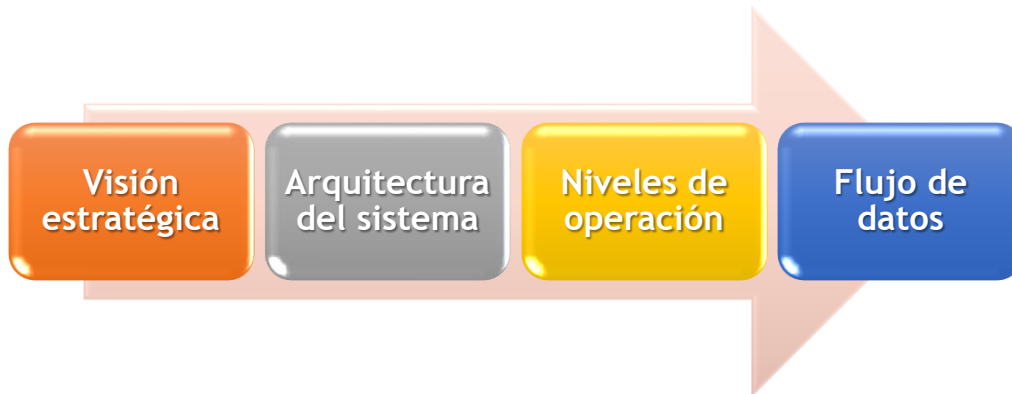 Visión
estratégica
Arquitectura
del sistema
Niveles de
operación
Flujo de
datos